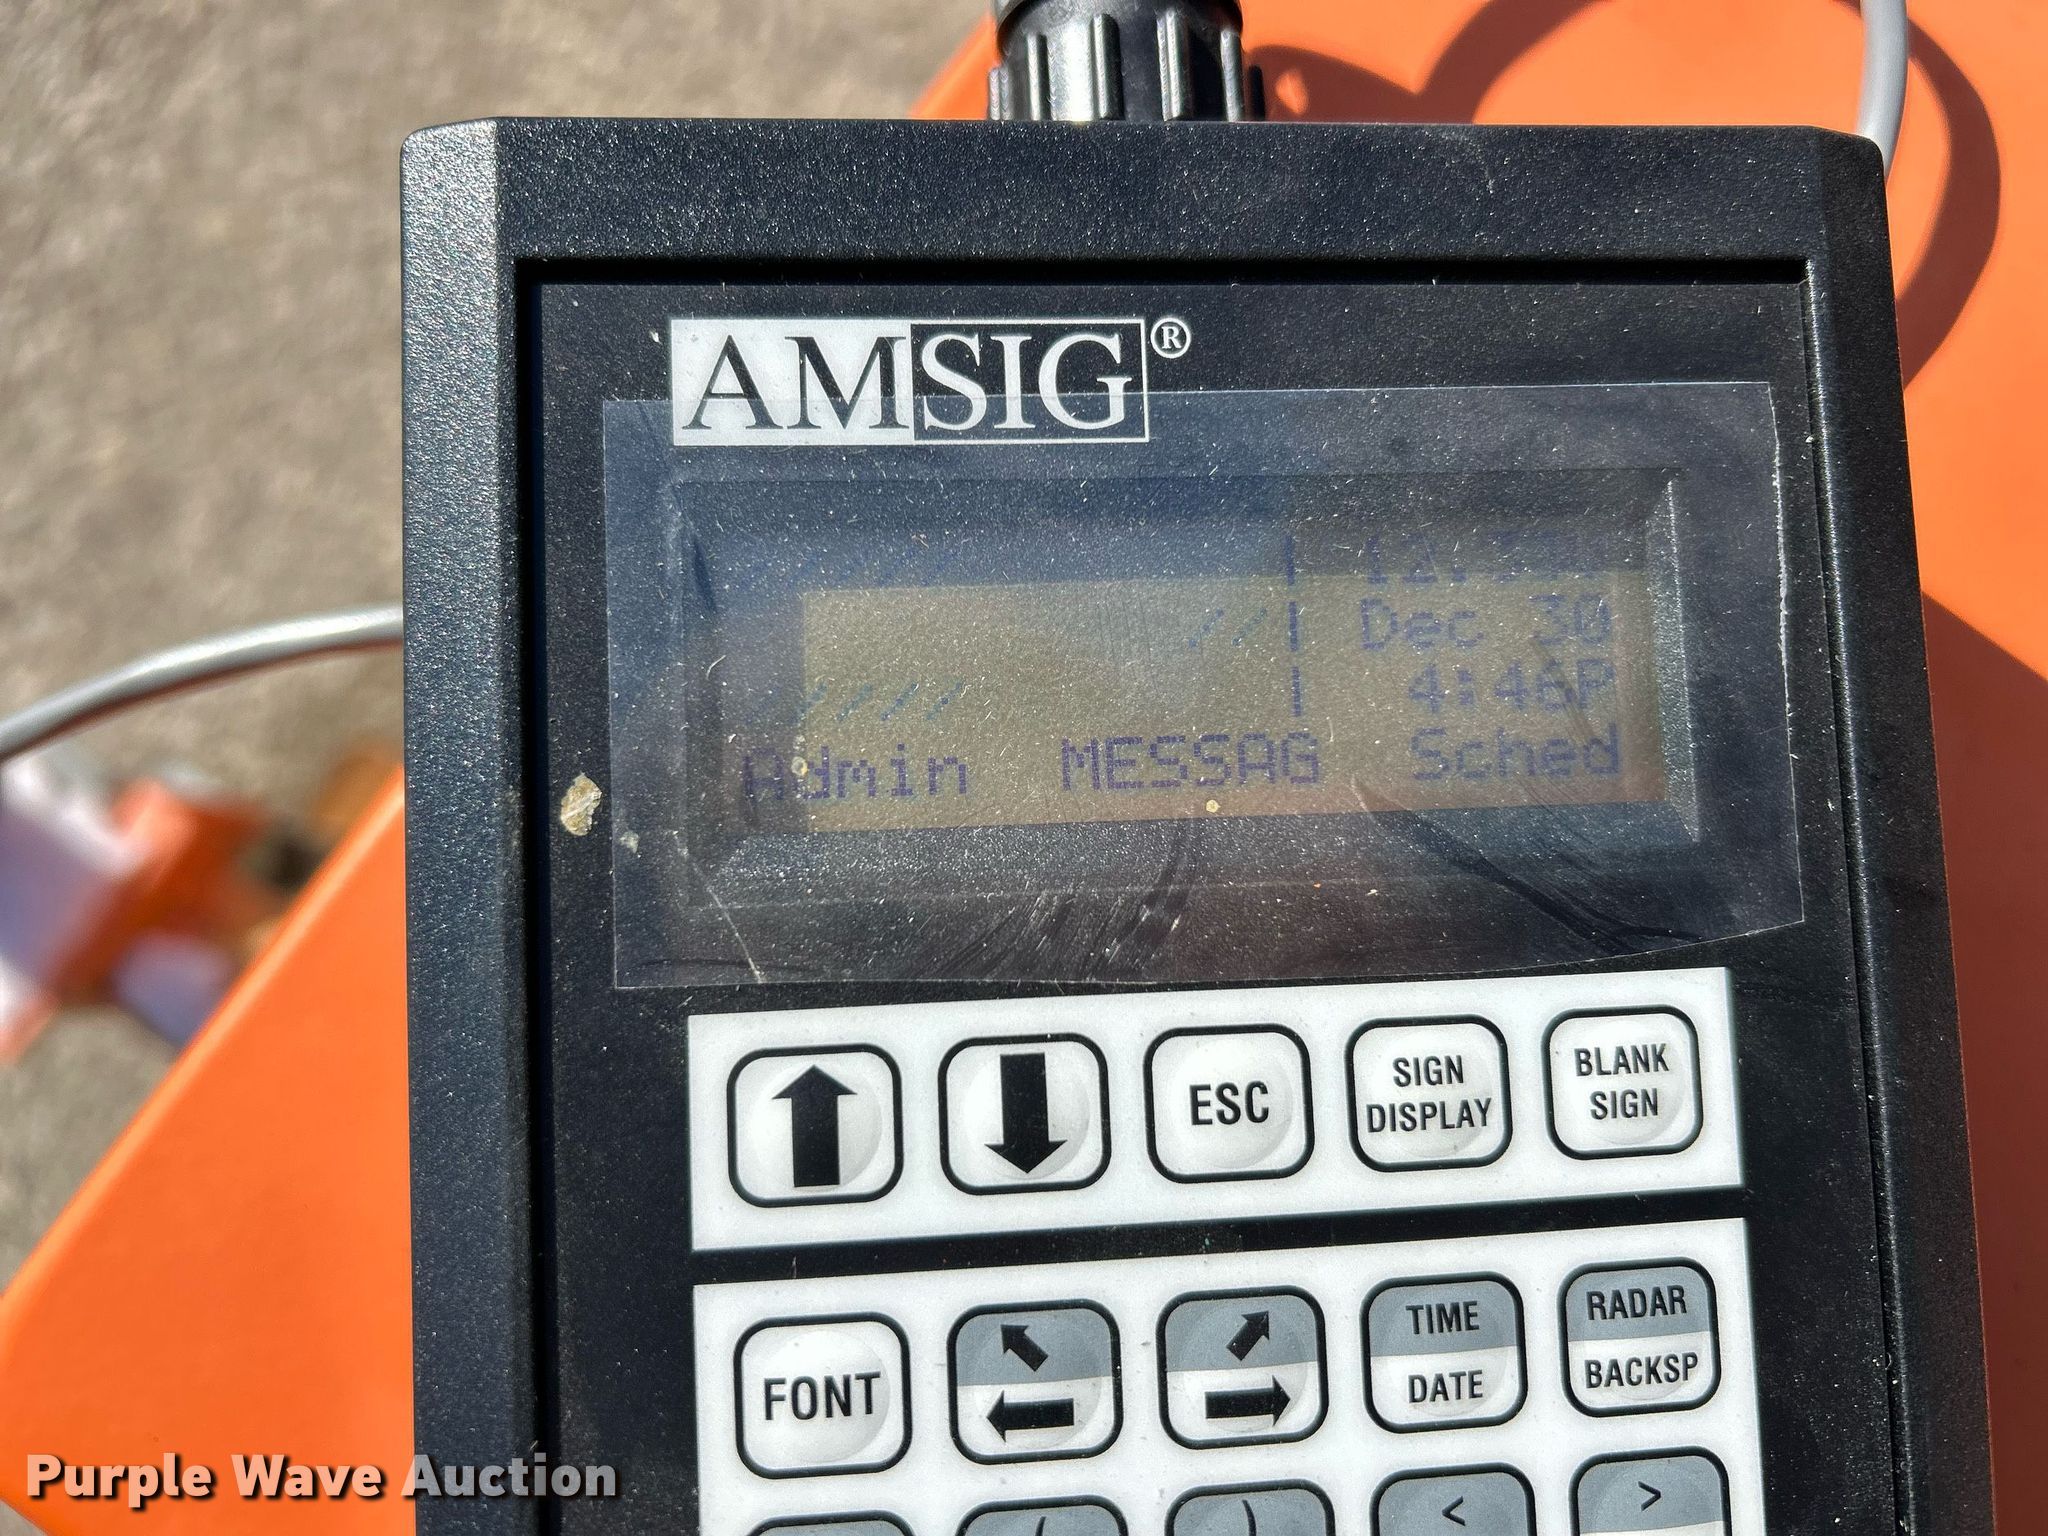 AMSIG®
/////
// | Dec 30
///// | 4:46P
Admin MESSAG Sched
ESC
SIGN
DISPLAY
BLANK
SIGN
FONT
TIME
DATE
RADAR
BACKSP
(
)
<
>
Purple Wave Auction